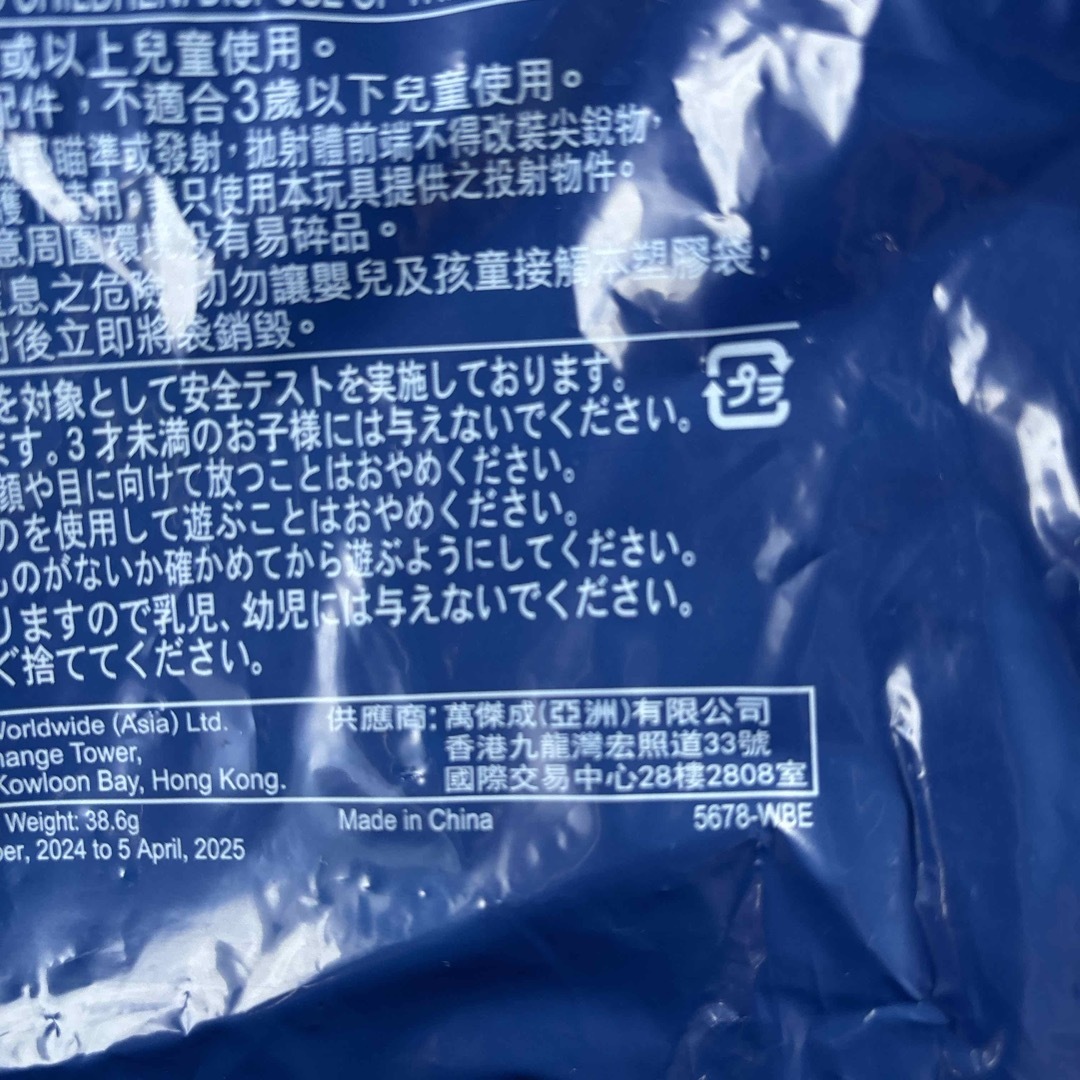 CHILDREN. DISPOSE OF
或以上兒童使用。
配件，不適合3歲以下兒童使用。
瞄準或發射，拋射體前端不得改裝尖銳物，
使用。只使用本玩具提供之投射物件。
意周圍環境沒有易碎品。
息之危險 切勿讓嬰兒及孩童接觸本塑膠袋，
後立即將袋銷毀。
を対象として安全テストを実施しております。
ます。3才未満のお子様には与えないでください。
プラ
顔や目に向けて放つことはおやめください。
のを使用して遊ぶことはおやめください。
ものがないか確かめてから遊ぶようにしてください。
りますので乳児、幼児には与えないでください。
ぐ捨ててください。
Worldwide (Asia) Ltd.
hange Tower,
Kowloon Bay, Hong Kong.
供應商: 萬傑成(亞洲)有限公司
香港九龍灣宏照道33號
國際交易中心28樓2808室
Weight: 38.6g
Made in China
5678-WBE
ber, 2024 to 5 April, 2025